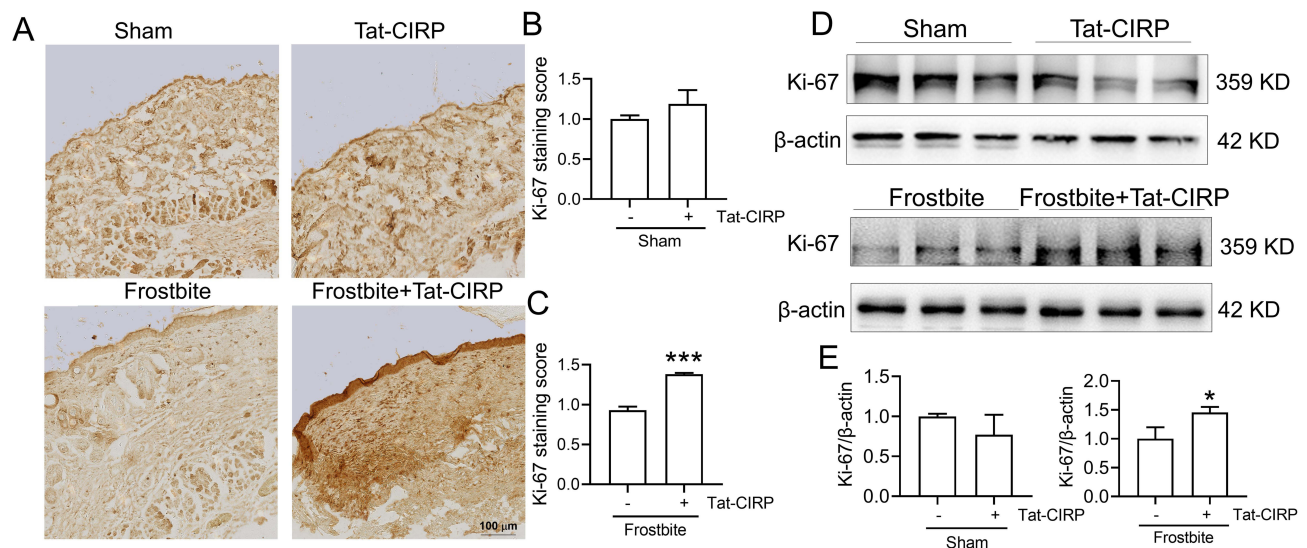 A
Sham
Tat-CIRP
Frostbite
Frostbite+Tat-CIRP
100 μm
B
Ki-67 staining score
1.5
1.0
0.5
0.0
- + Tat-CIRP
Sham
C
Ki-67 staining score
1.5
1.0
0.5
0.0
***
- + Tat-CIRP
Frostbite
D
Sham Tat-CIRP
Ki-67 359 KD
β-actin 42 KD
Frostbite Frostbite+Tat-CIRP
Ki-67 359 KD
β-actin 42 KD
E
Ki-67/β-actin
1.5
1.0
0.5
0.0
- + Tat-CIRP
Sham
Ki-67/β-actin
2.0
1.5
1.0
0.5
0.0
*
- + Tat-CIRP
Frostbite